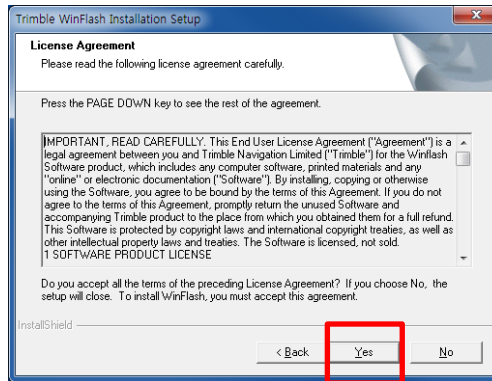 Trimble WinFlash Installation Setup
License Agreement
Please read the following license agreement carefully.
Press the PAGE DOWN key to see the rest of the agreement.
IMPORTANT, READ CAREFULLY. This End User License Agreement ("Agreement") is a
legal agreement between you and Trimble Navigation Limited ("Trimble") for the Winflash
Software product, which includes any computer software, printed materials and any
"online" or electronic documentation ("Software"). By installing, copying or otherwise
using the Software, you agree to be bound by the terms of this Agreement. If you do not
agree to the terms of this Agreement, promptly return the unused Software and
accompanying Trimble product to the place from which you obtained them for a full refund.
This Software is protected by copyright laws and international copyright treaties, as well as
other intellectual property laws and treaties. The Software is licensed, not sold.
1 SOFTWARE PRODUCT LICENSE
Do you accept all the terms of the preceding License Agreement? If you choose No, the
setup will close. To install WinFlash, you must accept this agreement.
InstallShield
< Back
Yes
No